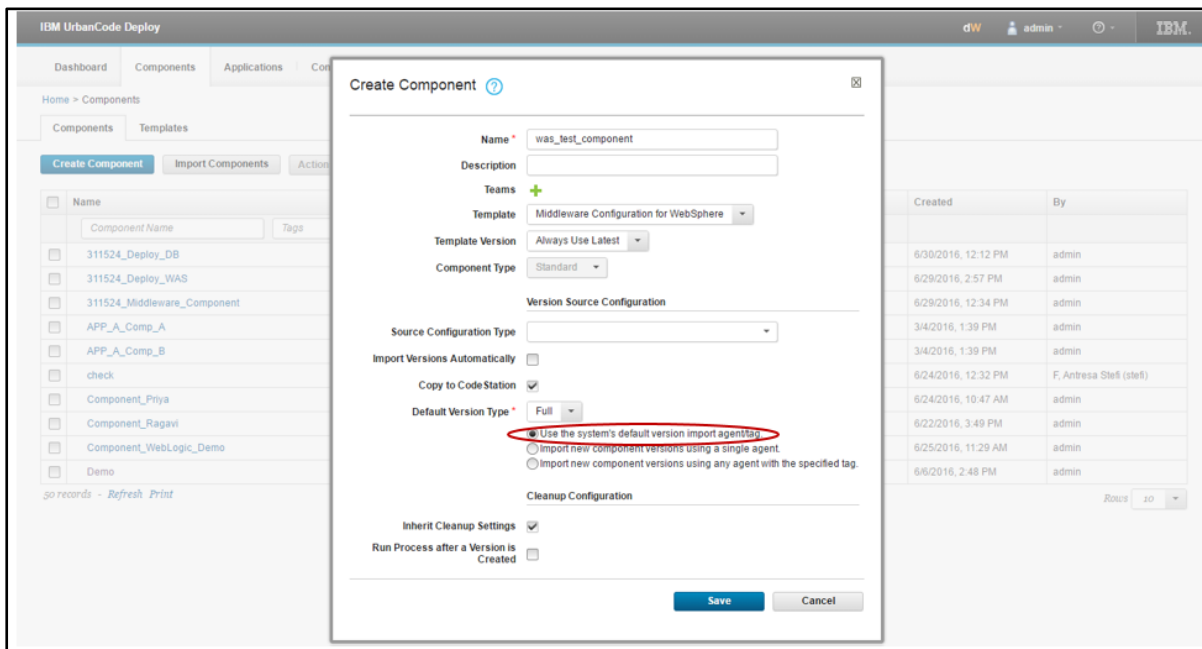 IBM UrbanCode Deploy dW admin IBM.
Dashboard Components Applications Con
Home > Components
Components Templates
Create Component Import Components Action
Name Created By
Component Name Tags
311524_Deploy_DB 6/30/2016, 12:12 PM admin
311524_Deploy_WAS 6/29/2016, 2:57 PM admin
311524_Middleware_Component 6/29/2016, 12:34 PM admin
APP_A_Comp_A 3/4/2016, 1:39 PM admin
APP_A_Comp_B 3/4/2016, 1:39 PM admin
check 6/24/2016, 12:32 PM F, Antresa Stefi (stefi)
Component_Priya 6/24/2016, 10:47 AM admin
Component_Ragavi 6/22/2016, 3:49 PM admin
Component_WebLogic_Demo 6/25/2016, 11:29 AM admin
Demo 6/6/2016, 2:48 PM admin
50 records - Refresh Print Rows 10
Create Component ?
Name * was_test_component
Description
Teams +
Template Middleware Configuration for WebSphere
Template Version Always Use Latest
Component Type Standard
Version Source Configuration
Source Configuration Type
Import Versions Automatically
Copy to CodeStation
Default Version Type * Full
Use the system's default version import agent/tag.
Import new component versions using a single agent.
Import new component versions using any agent with the specified tag.
Cleanup Configuration
Inherit Cleanup Settings
Run Process after a Version is
Created
Save Cancel